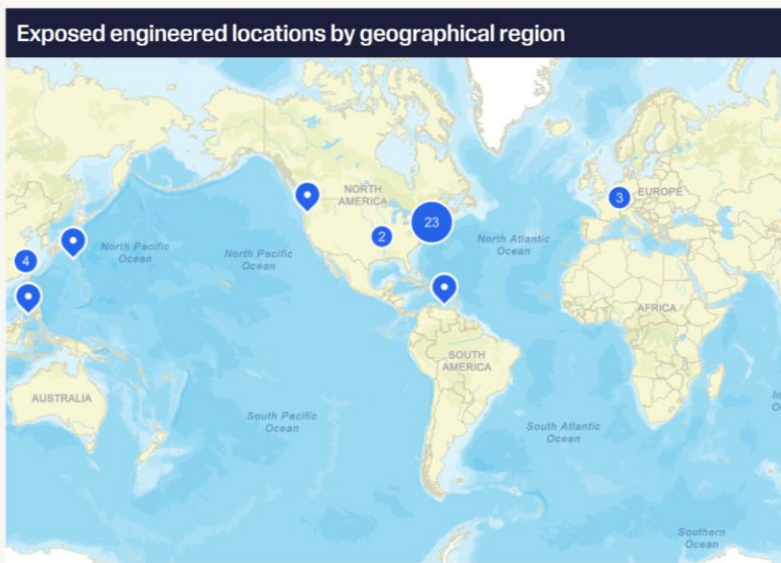 Exposed engineered locations by geographical region
NORTH
AMERICA
EUROPE
3
23
2
North Pacific
Ocean
North Pacific
Ocean
North Atlantic
Ocean
4
AFRICA
SOUTH
AMERICA
AUSTRALIA
South Pacific
Ocean
South Atlantic
Ocean
In
O
Southern
Ocean